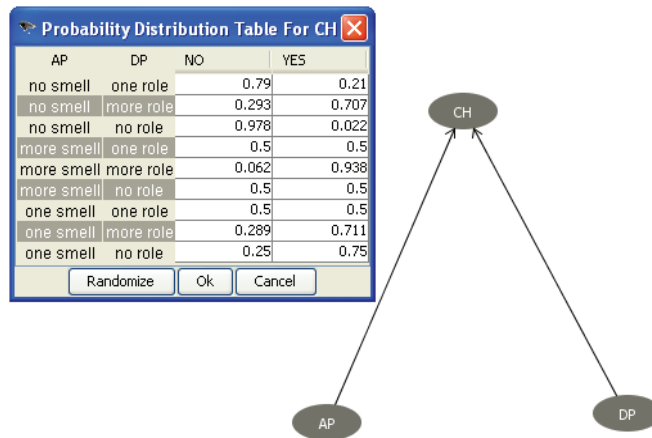 Probability Distribution Table For CH
AP DP NO YES
no smell one role 0.79 0.21
no smell more role 0.293 0.707
no smell no role 0.978 0.022
more smell one role 0.5 0.5
more smell more role 0.062 0.938
more smell no role 0.5 0.5
one smell one role 0.5 0.5
one smell more role 0.289 0.711
one smell no role 0.25 0.75
Randomize Ok Cancel
CH
AP
DP